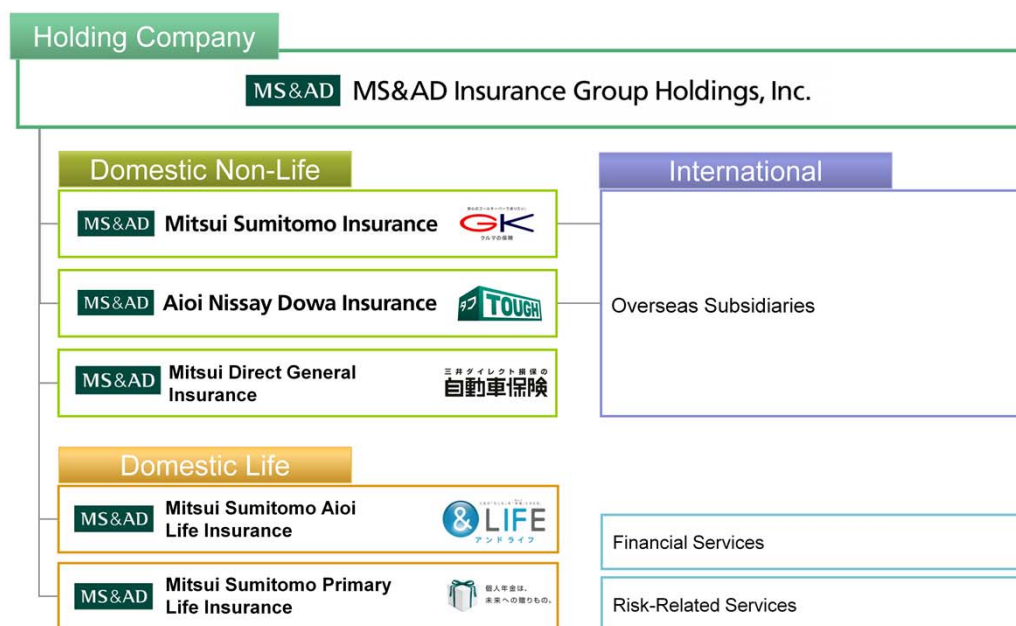 Holding Company
MS&AD MS&AD Insurance Group Holdings, Inc.
Domestic Non-Life
International
MS&AD Mitsui Sumitomo Insurance
GK
クルマの保険
MS&AD Aioi Nissay Dowa Insurance
タフ TOUGH
Overseas Subsidiaries
MS&AD Mitsui Direct General
Insurance
三井ダイレクト損保の
自動車保険
Domestic Life
MS&AD Mitsui Sumitomo Aioi
Life Insurance
&LIFE
アンドライフ
Financial Services
MS&AD Mitsui Sumitomo Primary
Life Insurance
個人年金は、
未来への贈りもの。
Risk-Related Services